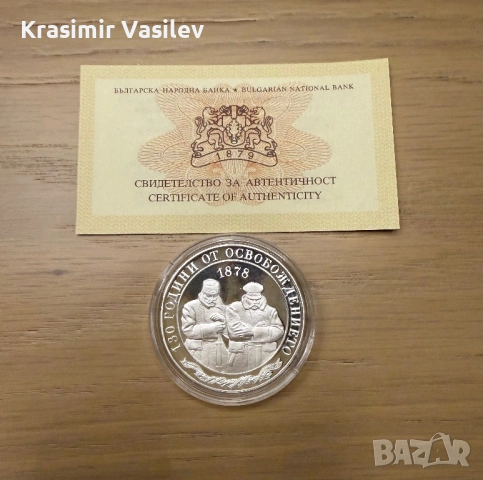 Krasimir Vasilev
БЪЛГАРСКА НАРОДНА БАНКА ★ BULGARIAN NATIONAL BANK
1879
СВИДЕТЕЛСТВО ЗА АВТЕНТИЧНОСТ
CERTIFICATE OF AUTHENTICITY
130 ГОДИНИ ОТ ОСВОБОЖДЕНИЕТО
1878
BAZAR